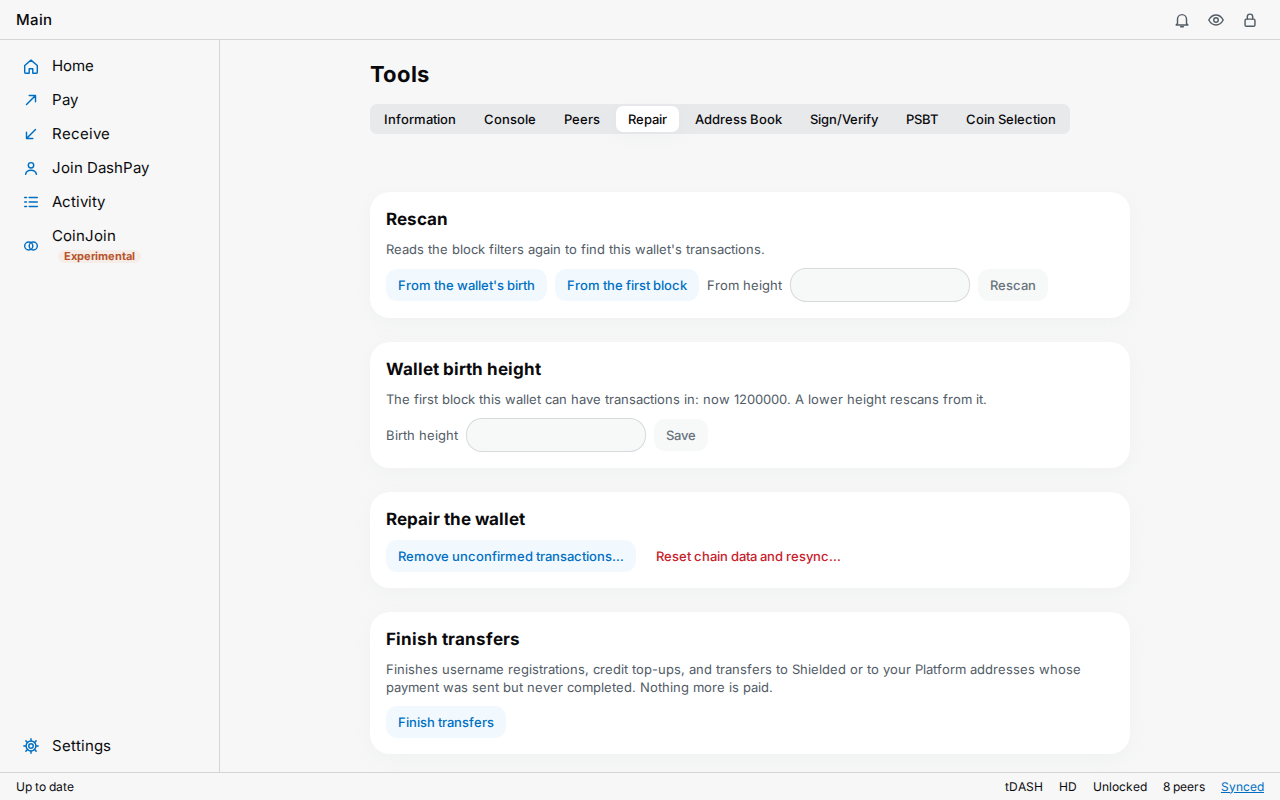 Main
Home
Pay
Receive
Join DashPay
Activity
CoinJoin
Experimental
Settings
Tools
Information Console Peers Repair Address Book Sign/Verify PSBT Coin Selection
Rescan
Reads the block filters again to find this wallet's transactions.
From the wallet's birth From the first block From height Rescan
Wallet birth height
The first block this wallet can have transactions in: now 1200000. A lower height rescans from it.
Birth height Save
Repair the wallet
Remove unconfirmed transactions... Reset chain data and resync...
Finish transfers
Finishes username registrations, credit top-ups, and transfers to Shielded or to your Platform addresses whose
payment was sent but never completed. Nothing more is paid.
Finish transfers
Up to date tDASH HD Unlocked 8 peers Synced